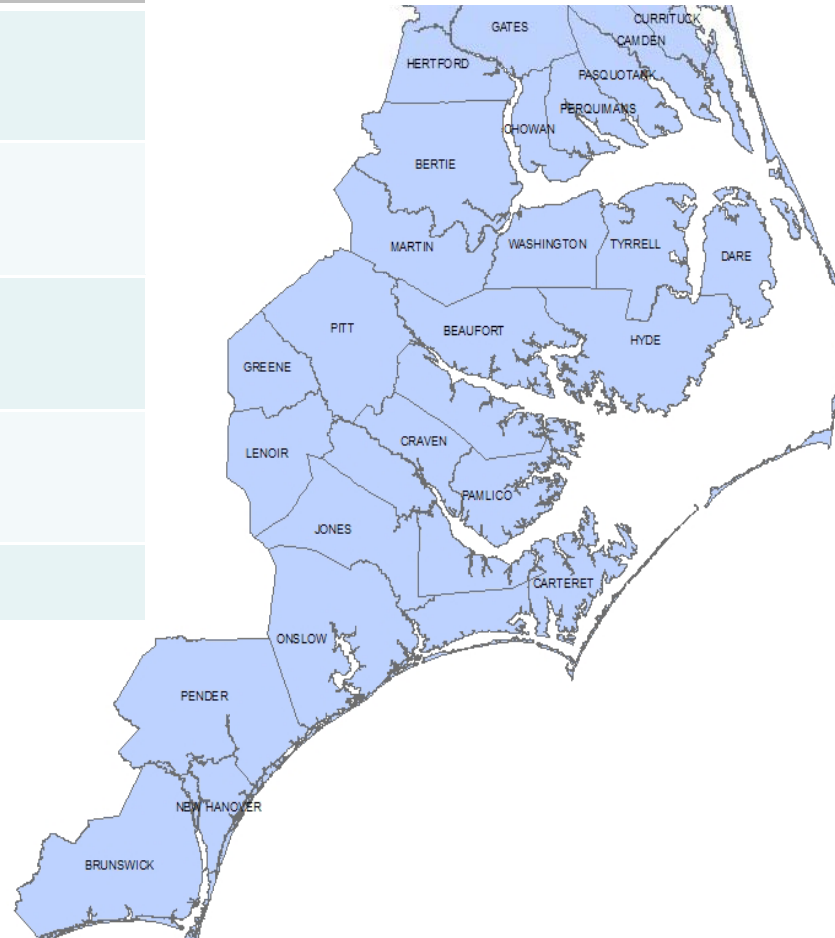 CURRITUCK
GATES
CAMDEN
HERTFORD
PASQUOTANK
PERQUIMANS
CHOWAN
BERTIE
MARTIN
WASHINGTON
TYRRELL
DARE
PITT
BEAUFORT
HYDE
GREENE
CRAVEN
LENOIR
PAMLICO
JONES
CARTERET
ONSLOW
PENDER
NEW HANOVER
BRUNSWICK